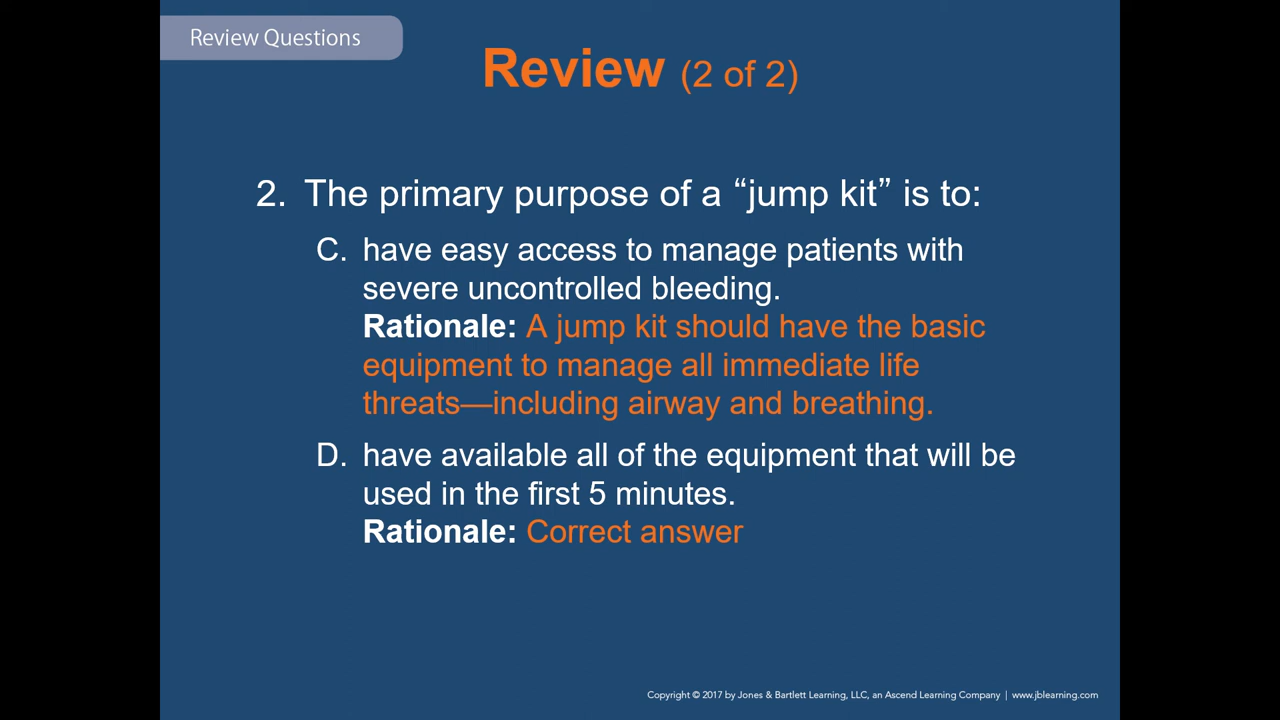 Review Questions
Review (2 of 2)
2. The primary purpose of a “jump kit” is to:
C. have easy access to manage patients with
severe uncontrolled bleeding.
Rationale: A jump kit should have the basic
equipment to manage all immediate life
threats—including airway and breathing.
D. have available all of the equipment that will be
used in the first 5 minutes.
Rationale: Correct answer
Copyright © 2017 by Jones & Bartlett Learning, LLC, an Ascend Learning Company | www.jblearning.com